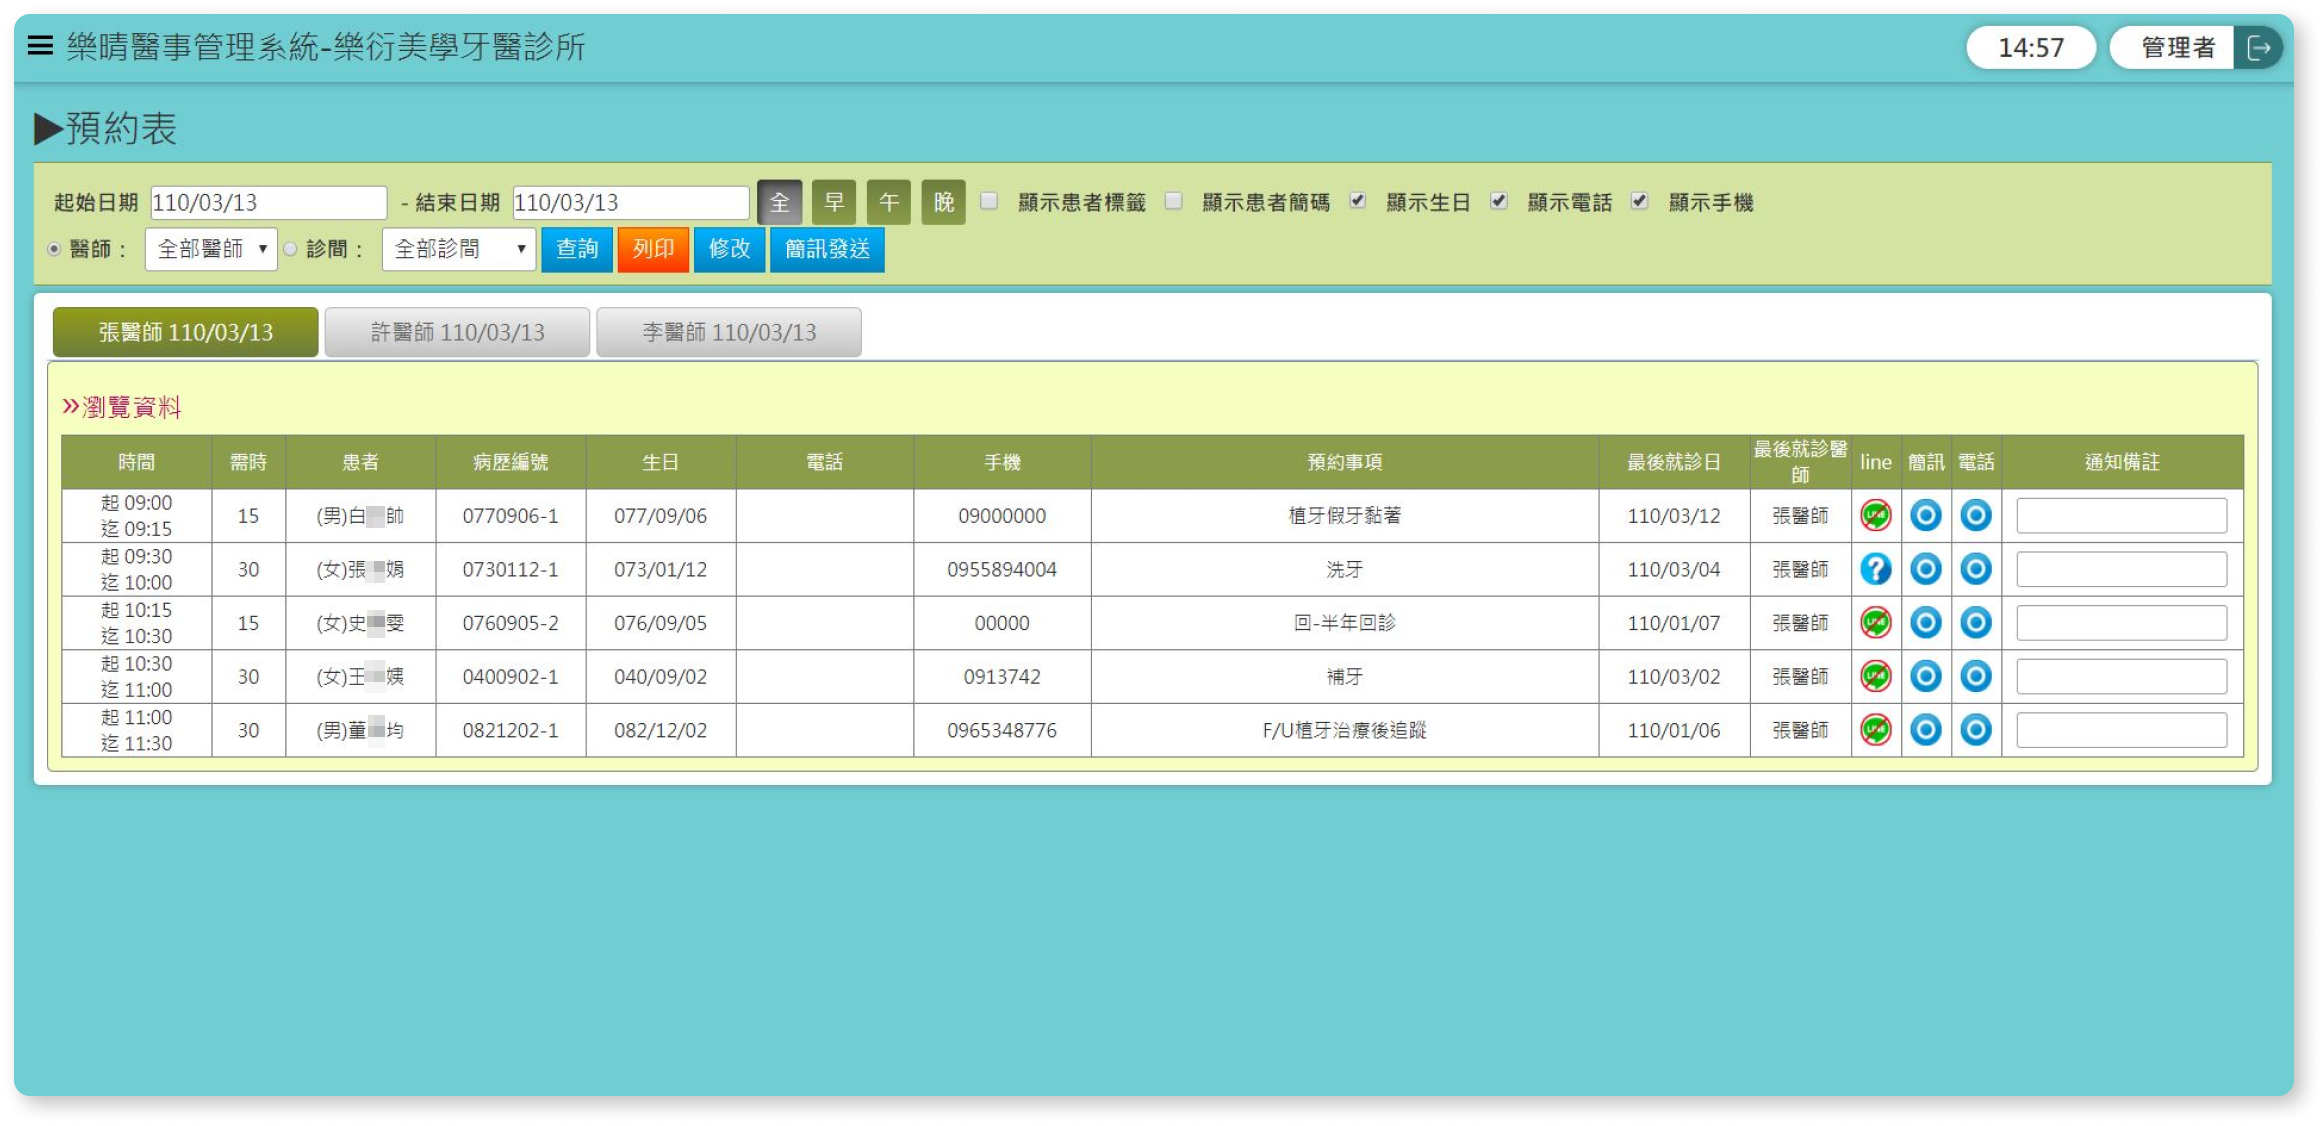 樂晴醫事管理系統-樂衍美學牙醫診所 14:57 管理者
▶預約表
起始日期 110/03/13 - 結束日期 110/03/13 全 早 午 晚 顯示患者標籤 顯示患者簡碼 顯示生日 顯示電話 顯示手機
醫師： 全部醫師 診間： 全部診間 查詢 列印 修改 簡訊發送
張醫師 110/03/13 許醫師 110/03/13 李醫師 110/03/13
»瀏覽資料
時間 需時 患者 病歷編號 生日 電話 手機 預約事項 最後就診日 最後就診醫師 line 簡訊 電話 通知備註
起 09:00
迄 09:15 15 (男)白 帥 0770906-1 077/09/06 09000000 植牙假牙黏著 110/03/12 張醫師
起 09:30
迄 10:00 30 (女)張 娟 0730112-1 073/01/12 0955894004 洗牙 110/03/04 張醫師
起 10:15
迄 10:30 15 (女)史 雯 0760905-2 076/09/05 00000 回-半年回診 110/01/07 張醫師
起 10:30
迄 11:00 30 (女)王 姨 0400902-1 040/09/02 0913742 補牙 110/03/02 張醫師
起 11:00
迄 11:30 30 (男)董 均 0821202-1 082/12/02 0965348776 F/U植牙治療後追蹤 110/01/06 張醫師